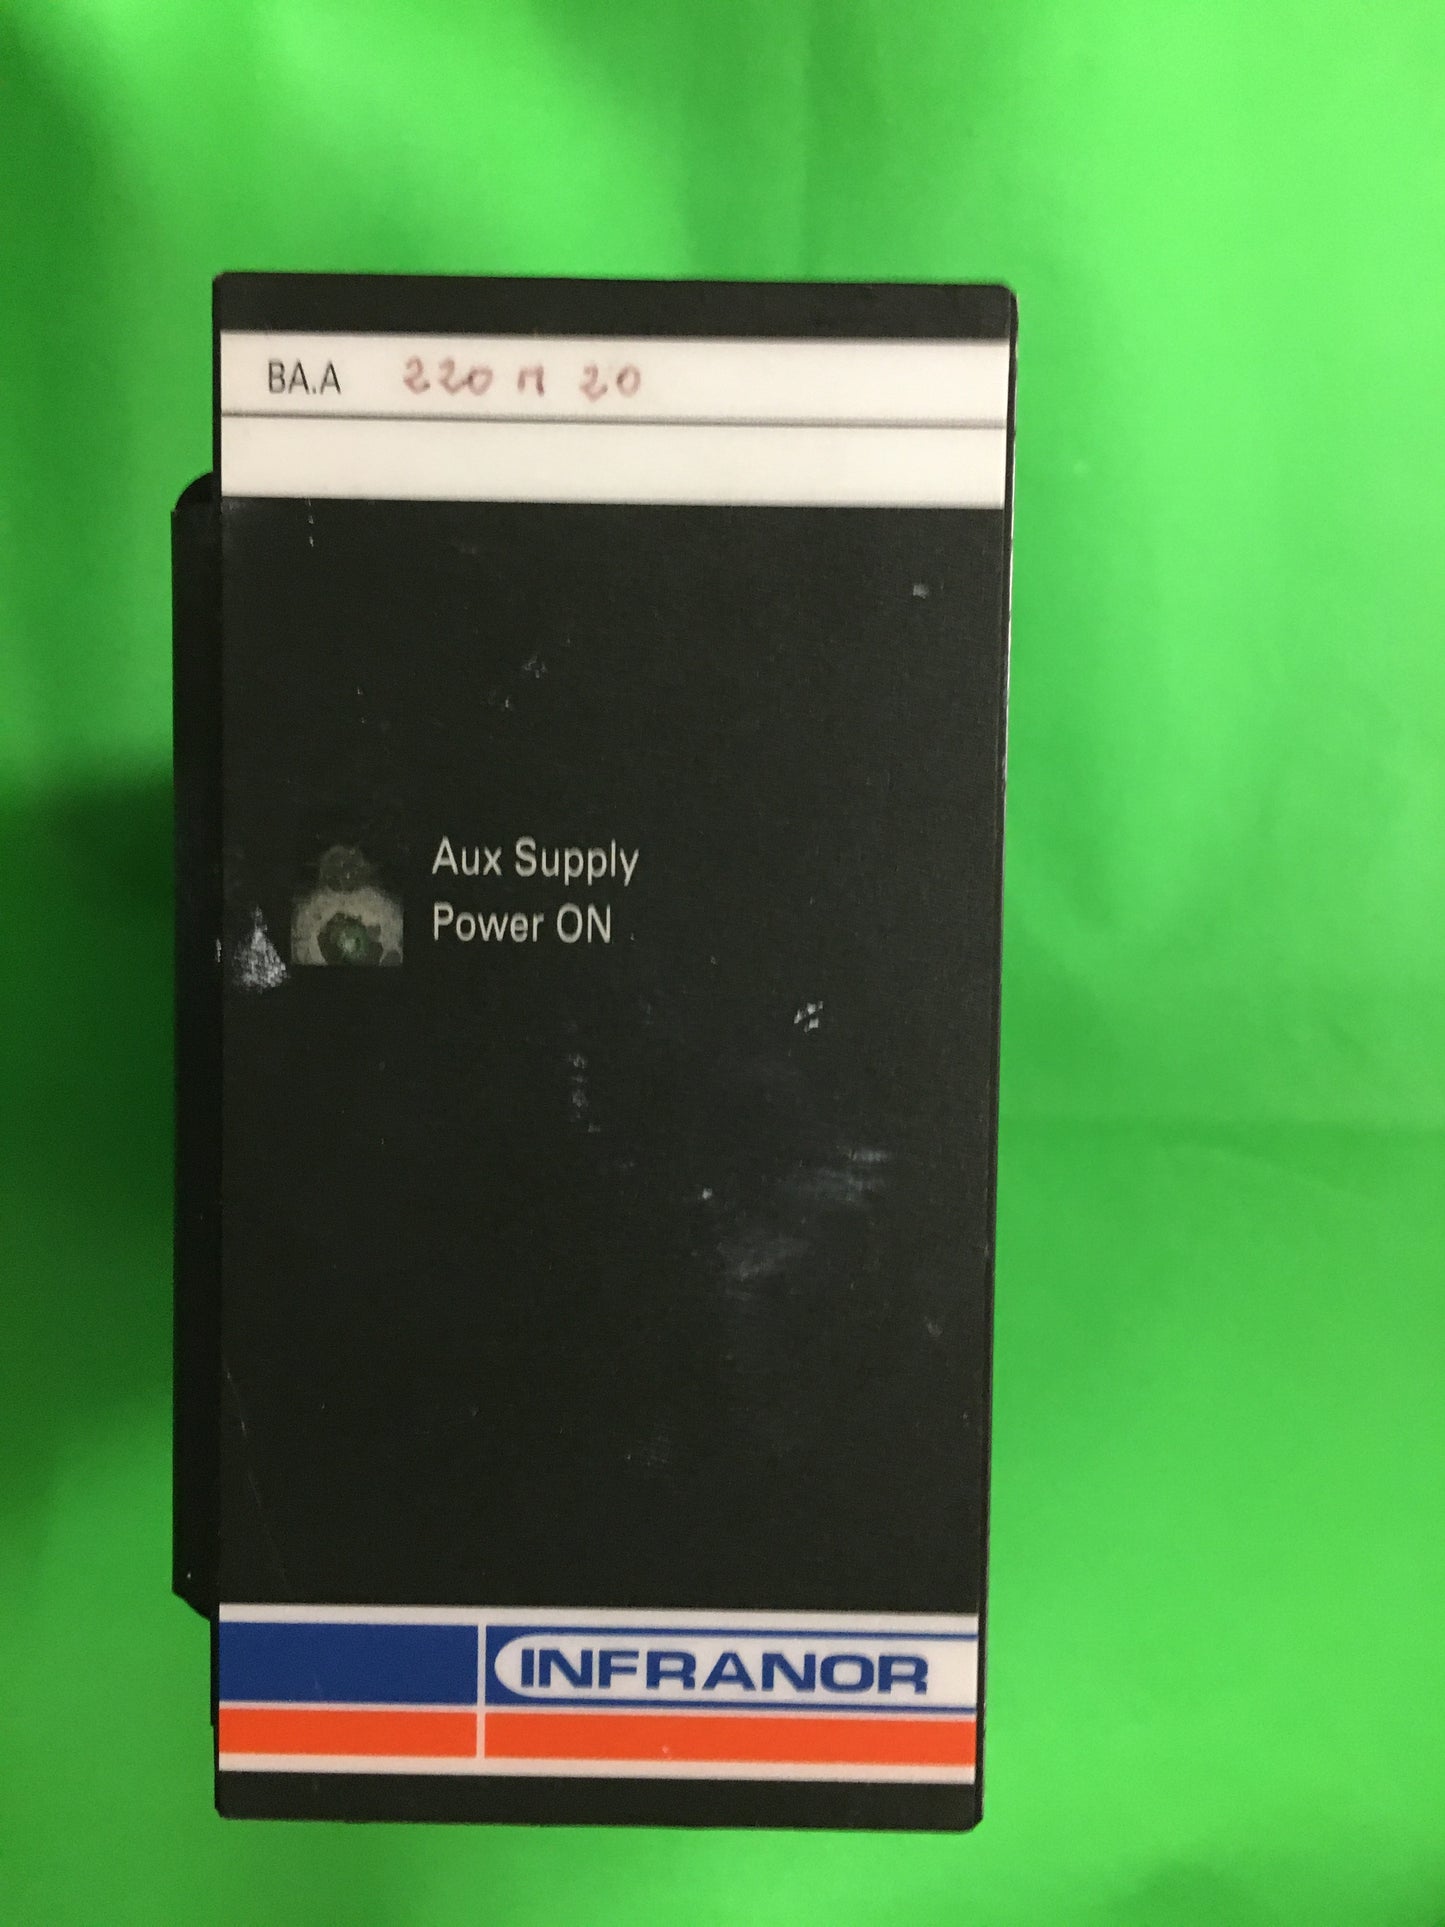 BA.A 220 M 20
Aux Supply
Power ON
INFRANOR